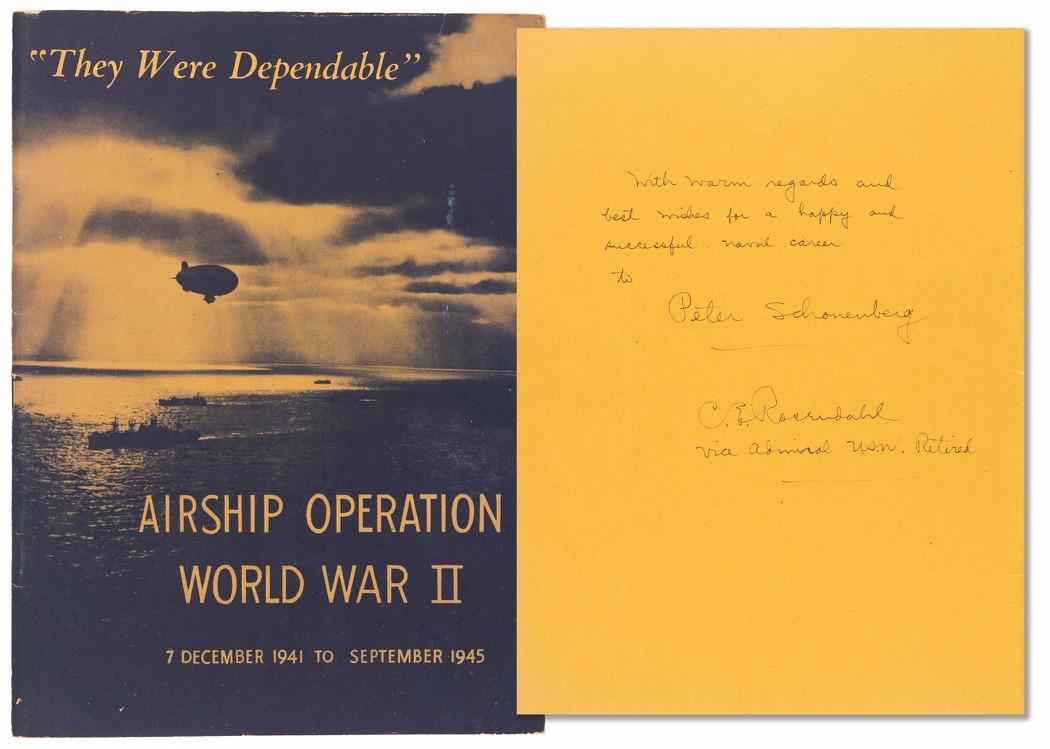 “They Were Dependable”
AIRSHIP OPERATION
WORLD WAR II
7 DECEMBER 1941 TO SEPTEMBER 1945
With warm regards and
best wishes for a happy and
successful naval career
to
Peter Schonenberg
C. E. Rosendahl
Vice Admiral U.S.N. Retired